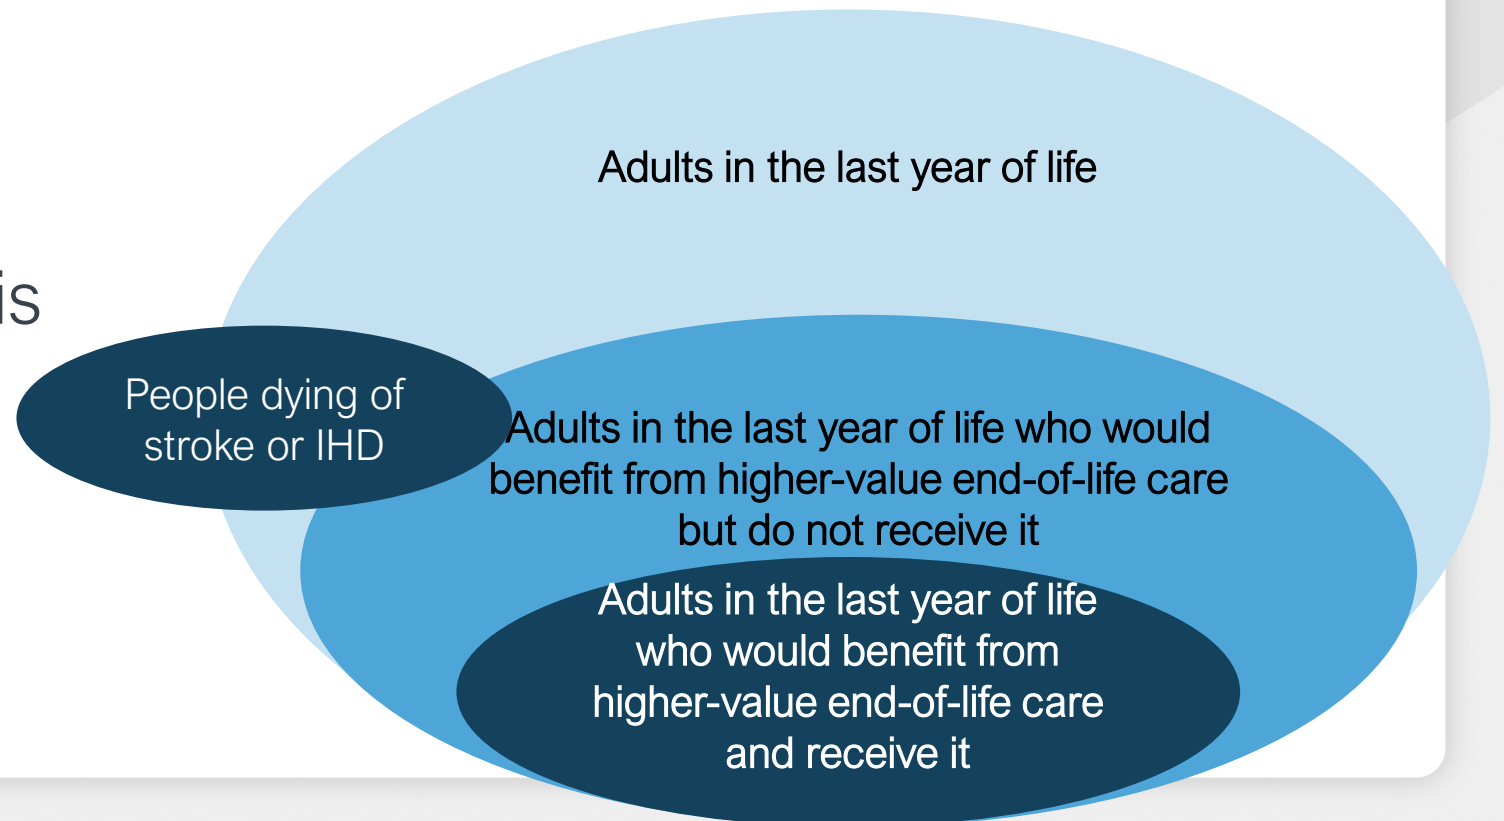 Adults in the last year of life
is
People dying of
stroke or IHD
Adults in the last year of life who would
benefit from higher-value end-of-life care
but do not receive it
Adults in the last year of life
who would benefit from
higher-value end-of-life care
and receive it